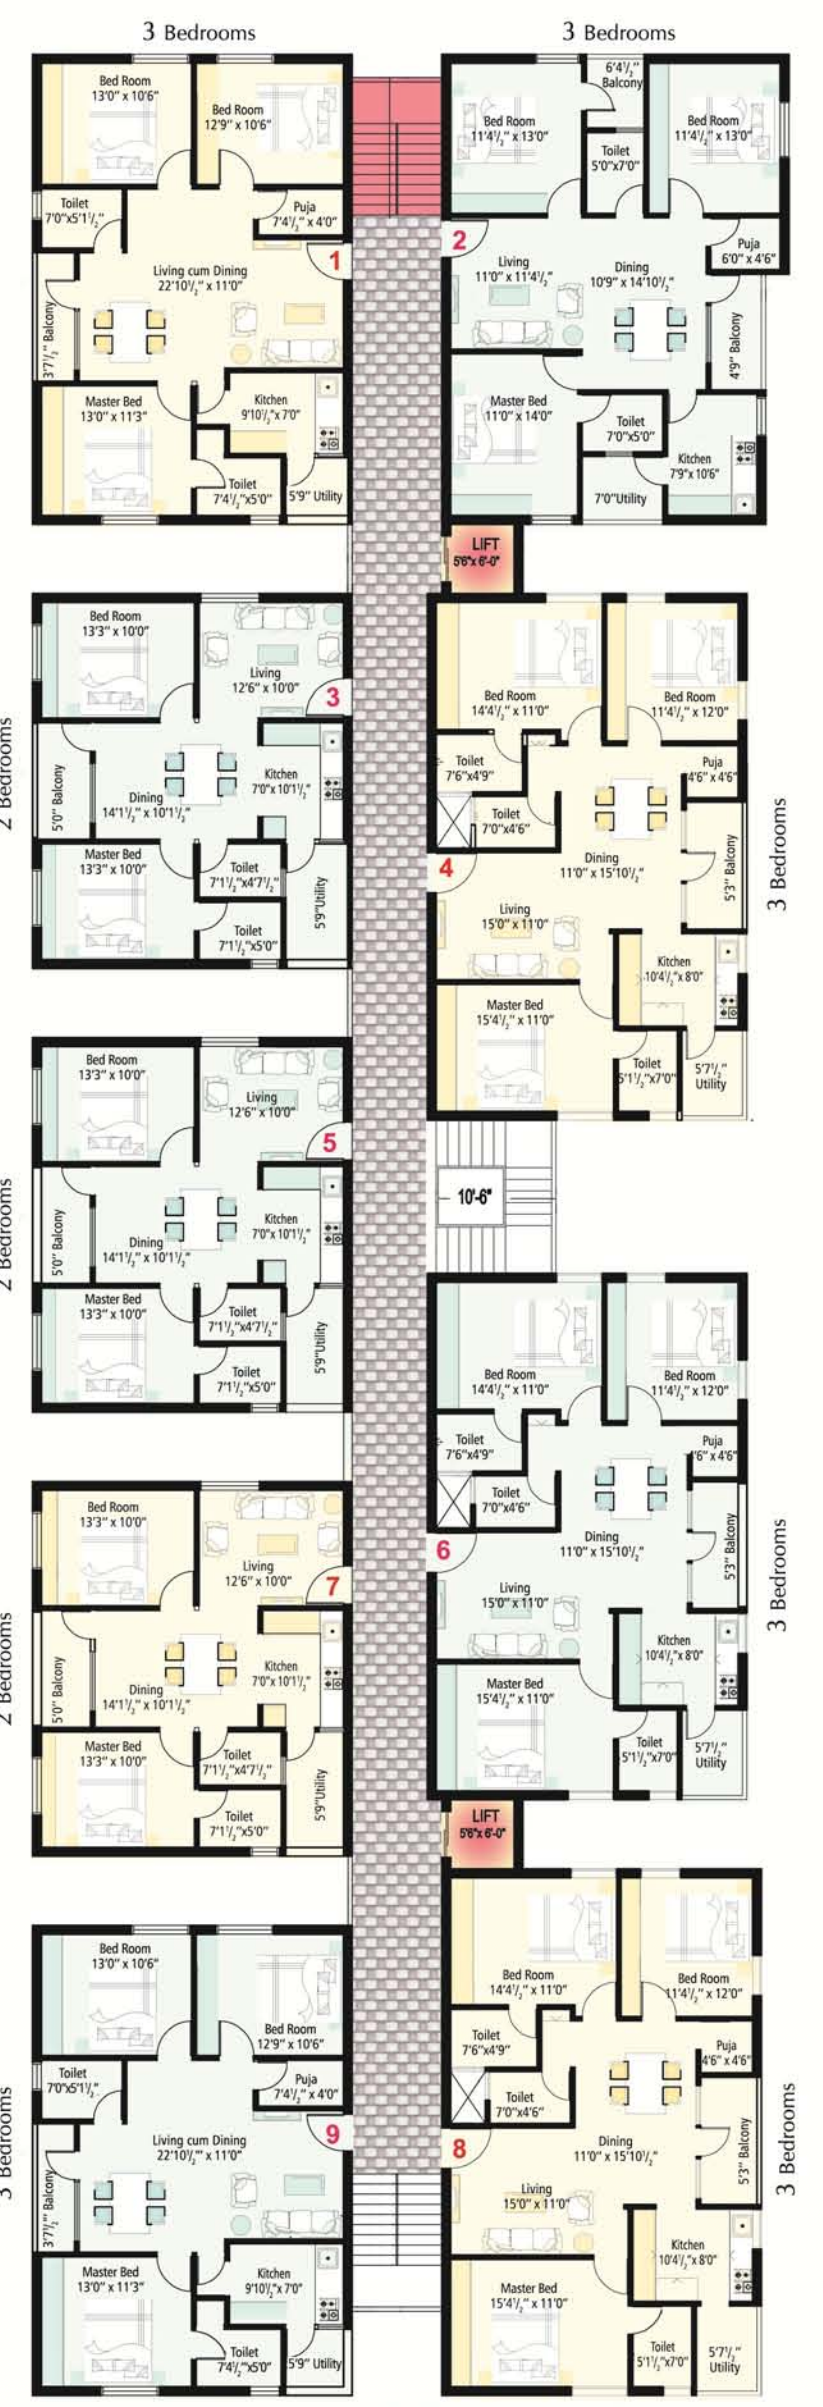 3 Bedrooms
3 Bedrooms
Bed Room
13'0" x 10'6"
Bed Room
12'9" x 10'6"
Toilet
7'0"x5'1½"
Puja
7'4½" x 4'0"
1
Living cum Dining
22'10½" x 11'0"
3'7½" Balcony
Master Bed
13'0" x 11'3"
Kitchen
9'10½"x 7'0"
Toilet
7'4½"x5'0"
5'9" Utility
Bed Room
11'4½" x 13'0"
6'4½"
Balcony
Toilet
5'0"x7'0"
Bed Room
11'4½" x 13'0"
2
Puja
6'0" x 4'6"
Living
11'0" x 11'4½"
Dining
10'9" x 14'10½"
4'9" Balcony
Master Bed
11'0" x 14'0"
Toilet
7'0"x5'0"
Kitchen
7'9"x 10'6"
7'0"Utility
LIFT
5'6"x 6'-0"
2 Bedrooms
Bed Room
13'3" x 10'0"
Living
12'6" x 10'0"
3
5'0" Balcony
Dining
14'1½" x 10'1½"
Kitchen
7'0"x 10'1½"
Master Bed
13'3" x 10'0"
Toilet
7'1½"x4'7½"
Toilet
7'1½"x5'0"
5'9"Utility
Bed Room
14'4½" x 11'0"
Bed Room
11'4½" x 12'0"
Toilet
7'6"x4'9"
Puja
4'6" x 4'6"
Toilet
7'0"x4'6"
4
Dining
11'0" x 15'10½"
5'3" Balcony
3 Bedrooms
Living
15'0" x 11'0"
Kitchen
10'4½"x 8'0"
Master Bed
15'4½" x 11'0"
Toilet
5'1½"x7'0"
5'7½"
Utility
2 Bedrooms
Bed Room
13'3" x 10'0"
Living
12'6" x 10'0"
5
5'0" Balcony
Dining
14'1½" x 10'1½"
Kitchen
7'0"x 10'1½"
Master Bed
13'3" x 10'0"
Toilet
7'1½"x4'7½"
Toilet
7'1½"x5'0"
5'9"Utility
10'-6"
Bed Room
14'4½" x 11'0"
Bed Room
11'4½" x 12'0"
Toilet
7'6"x4'9"
Puja
4'6" x 4'6"
Toilet
7'0"x4'6"
6
Dining
11'0" x 15'10½"
5'3" Balcony
3 Bedrooms
Living
15'0" x 11'0"
Kitchen
10'4½"x 8'0"
Master Bed
15'4½" x 11'0"
Toilet
5'1½"x7'0"
5'7½"
Utility
2 Bedrooms
Bed Room
13'3" x 10'0"
Living
12'6" x 10'0"
7
5'0" Balcony
Dining
14'1½" x 10'1½"
Kitchen
7'0"x 10'1½"
Master Bed
13'3" x 10'0"
Toilet
7'1½"x4'7½"
Toilet
7'1½"x5'0"
5'9"Utility
LIFT
5'6"x 6'-0"
Bed Room
14'4½" x 11'0"
Bed Room
11'4½" x 12'0"
Toilet
7'6"x4'9"
Puja
4'6" x 4'6"
Toilet
7'0"x4'6"
8
Dining
11'0" x 15'10½"
5'3" Balcony
3 Bedrooms
Living
15'0" x 11'0"
Kitchen
10'4½"x 8'0"
Master Bed
15'4½" x 11'0"
Toilet
5'1½"x7'0"
5'7½"
Utility
3 Bedrooms
Bed Room
13'0" x 10'6"
Bed Room
12'9" x 10'6"
Toilet
7'0"x5'1½"
Puja
7'4½" x 4'0"
9
Living cum Dining
22'10½'" x 11'0"
3'7½'" Balcony
Master Bed
13'0" x 11'3"
Kitchen
9'10½"x 7'0"
Toilet
7'4½"x5'0"
5'9" Utility